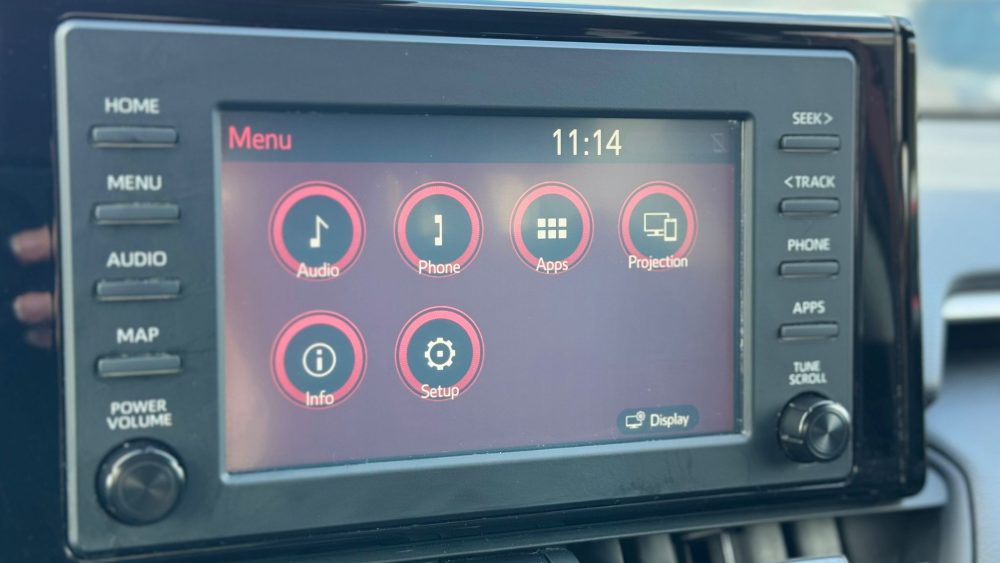 HOME
MENU
AUDIO
MAP
POWER
VOLUME
Menu
11:14
Audio
Phone
Apps
Projection
Info
Setup
Display
SEEK>
<TRACK
PHONE
APPS
TUNE
SCROLL